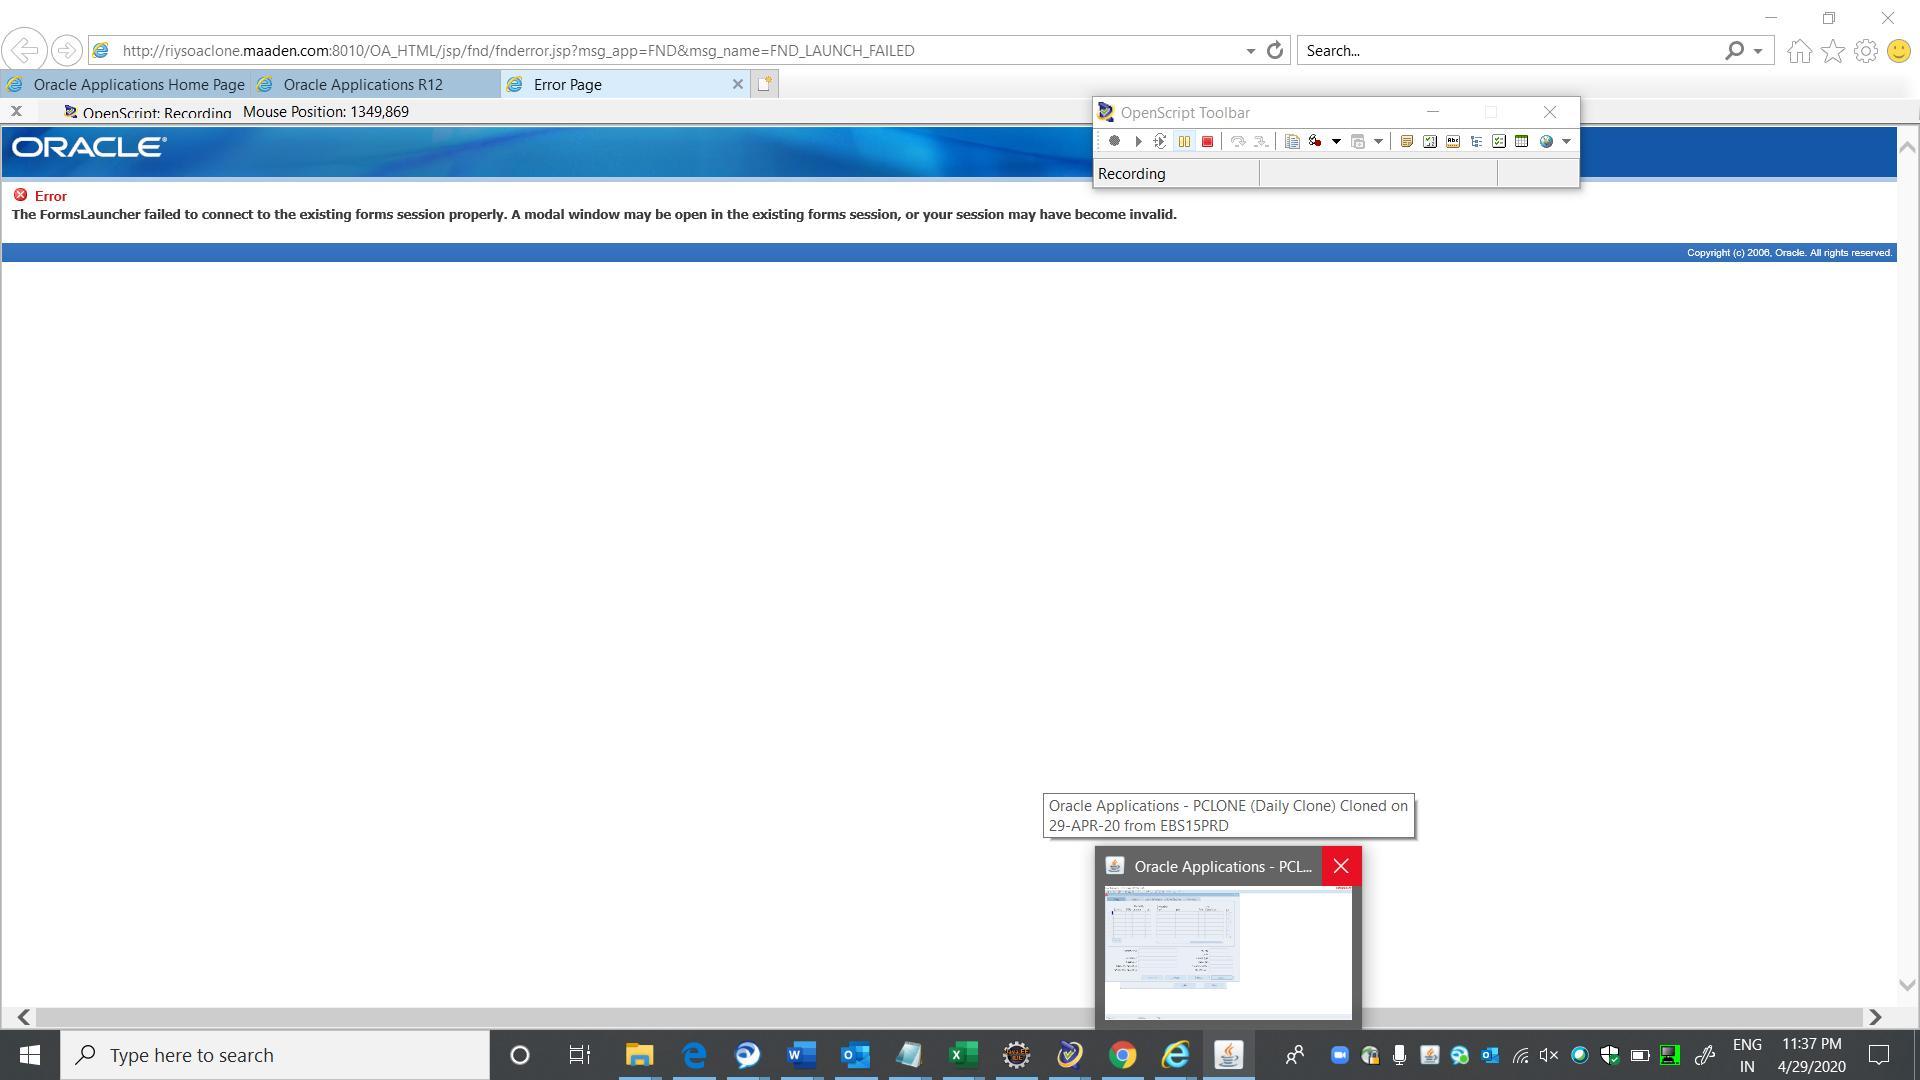 http://riysoaclone.maaden.com:8010/OA_HTML/jsp/fnd/fnderror.jsp?msg_app=FND&msg_name=FND_LAUNCH_FAILED
Search...
Oracle Applications Home Page
Oracle Applications R12
Error Page
X
OpenScript: Recording
Mouse Position: 1349,869
OpenScript Toolbar
Recording
ORACLE
Error
The FormsLauncher failed to connect to the existing forms session properly. A modal window may be open in the existing forms session, or your session may have become invalid.
Copyright (c) 2006, Oracle. All rights reserved.
Oracle Applications - PCLONE (Daily Clone) Cloned on
29-APR-20 from EBS15PRD
Oracle Applications - PCL...
Type here to search
ENG
IN
11:37 PM
4/29/2020